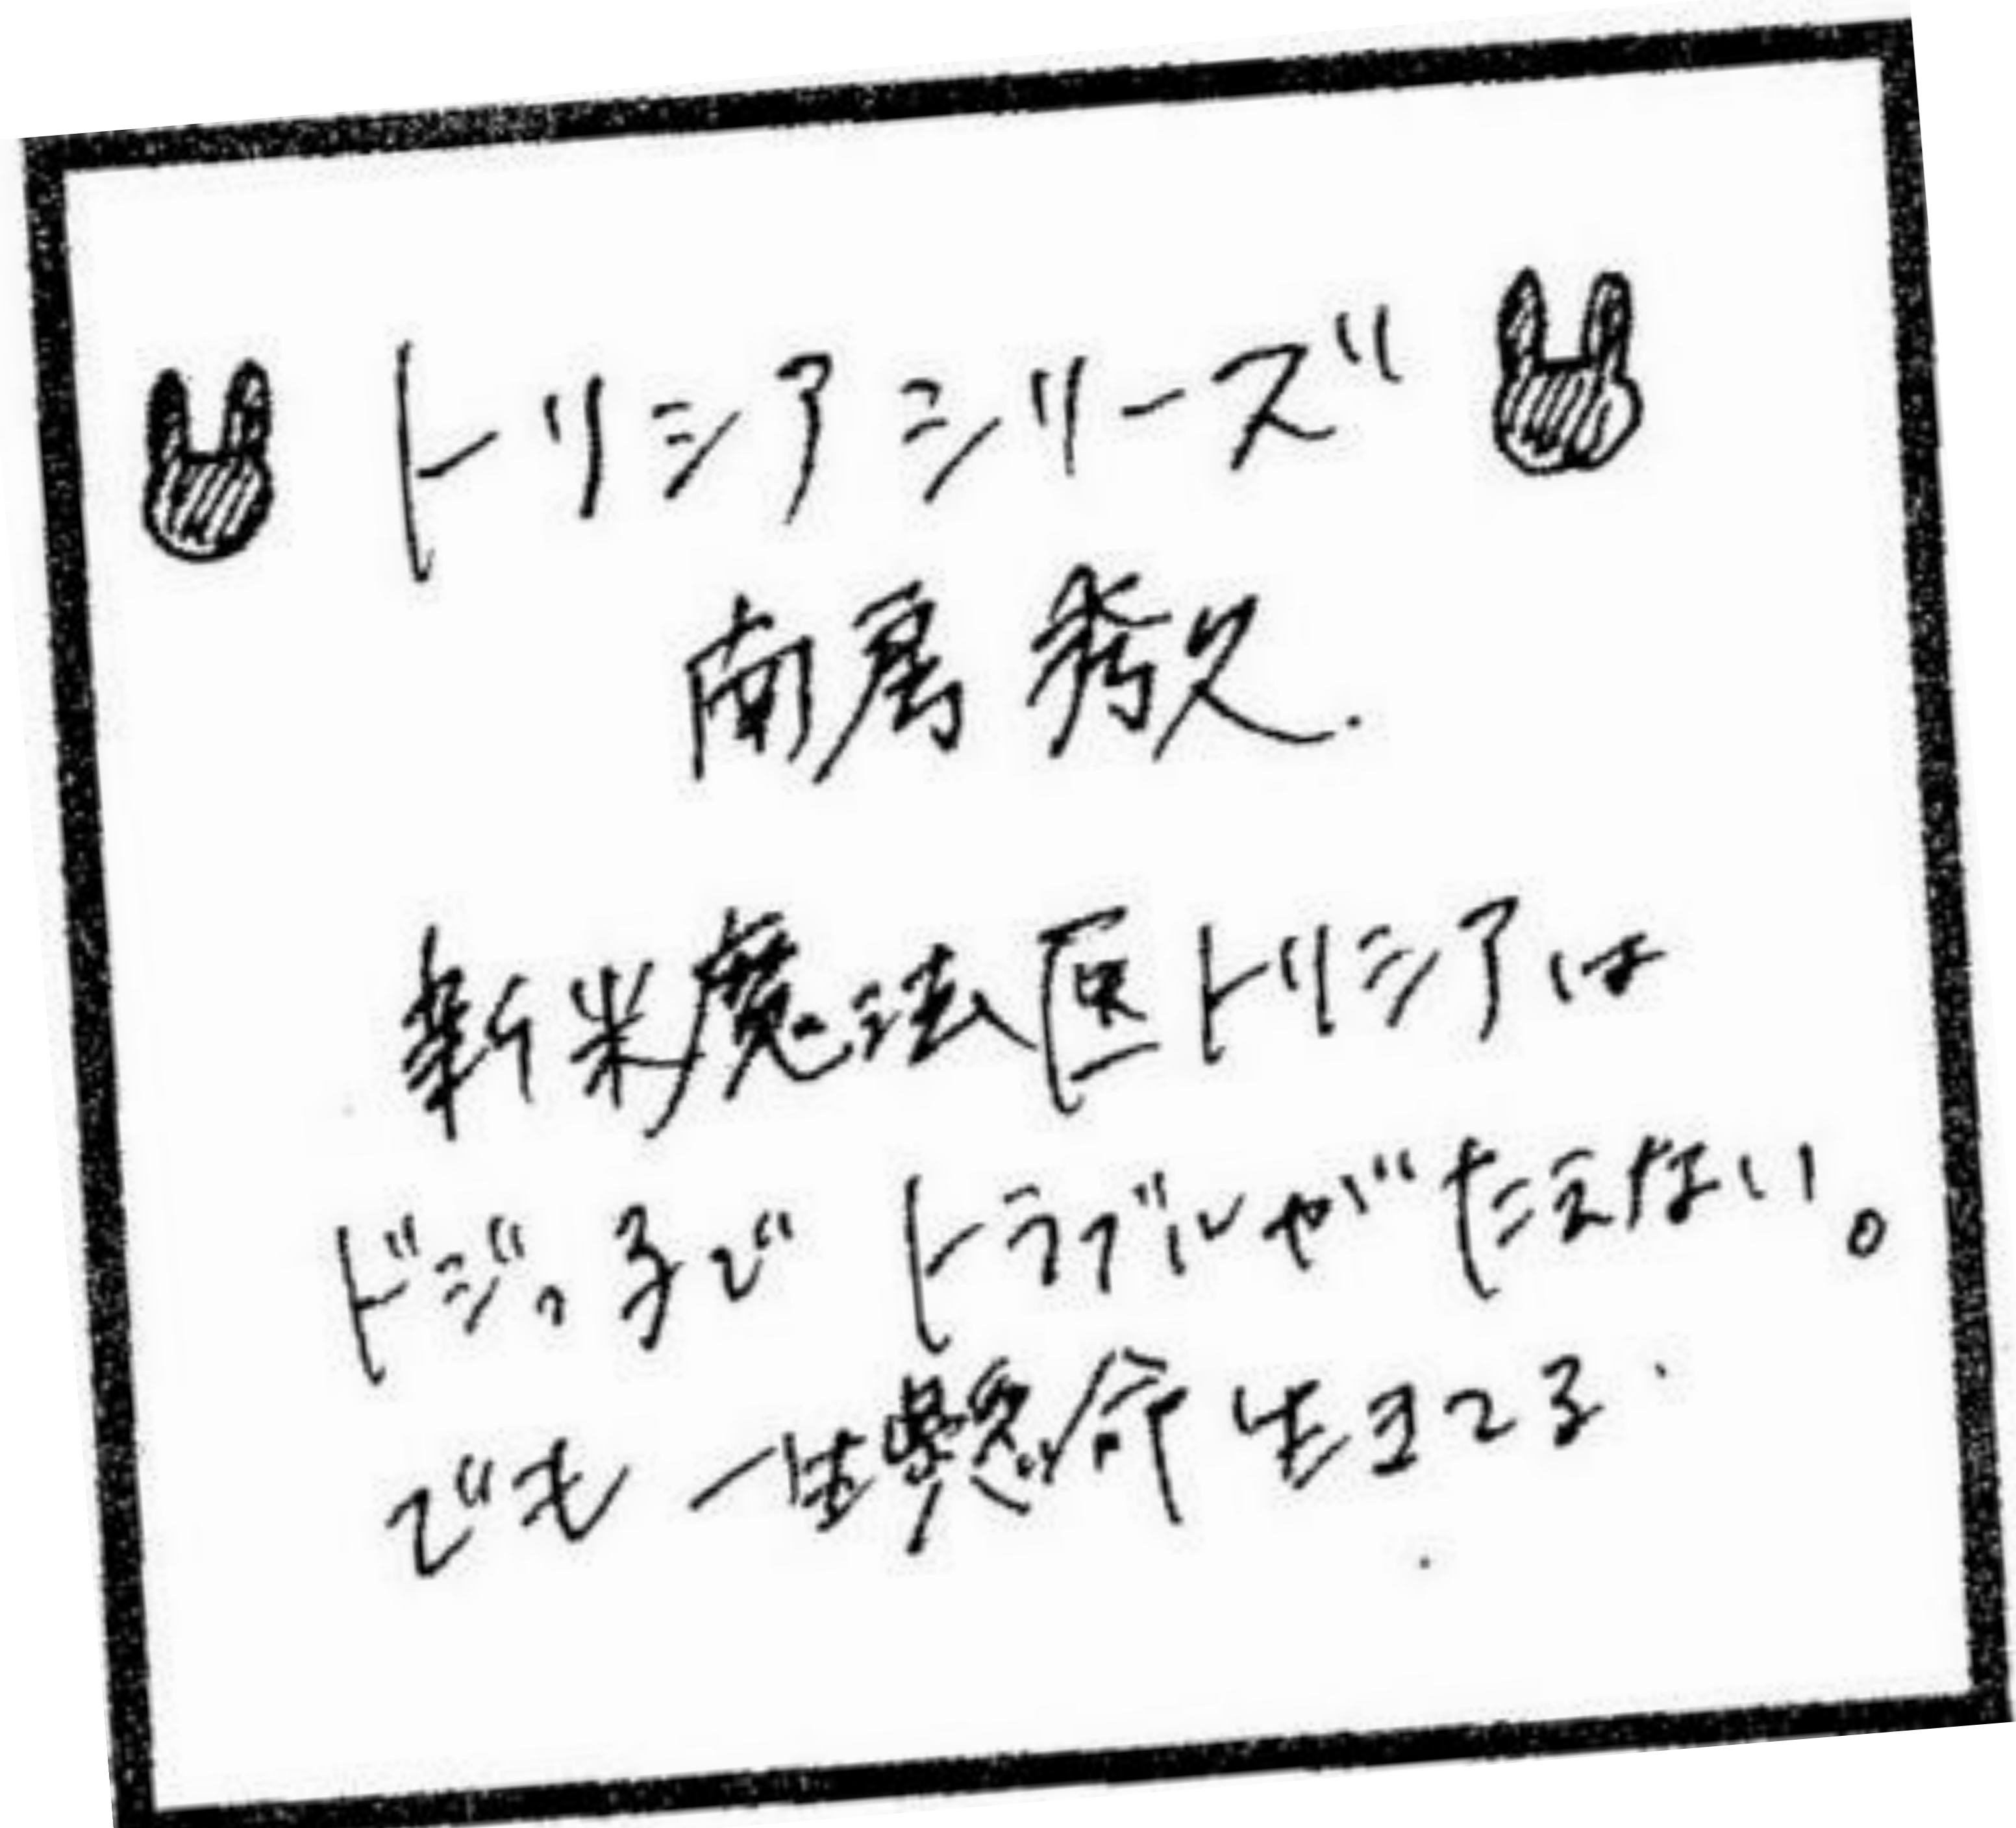 トリシアシリーズ
南房秀久.
新米魔法医トリシアは
ドジっ子でトラブルがたえない。
でも一生懸命生きてる.